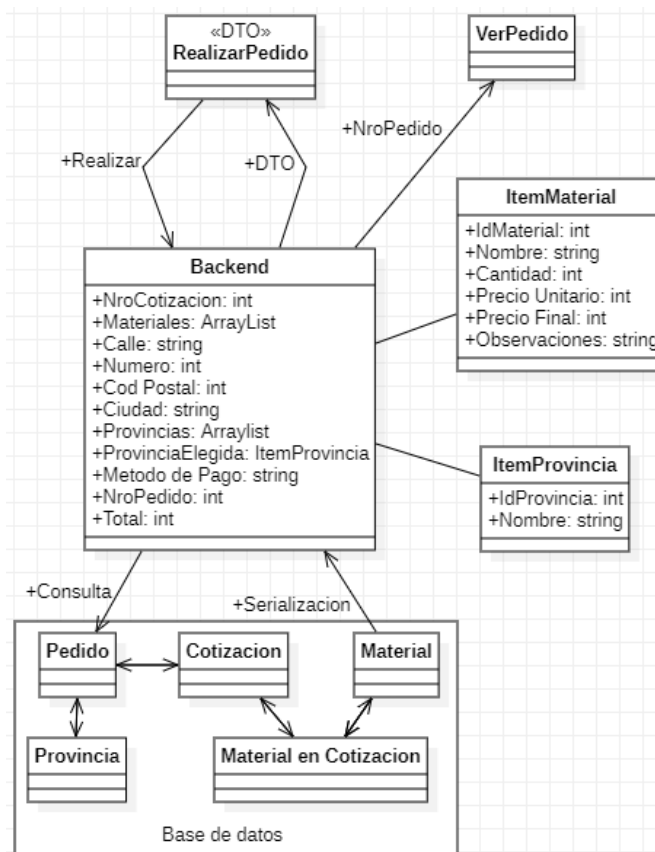 «DTO»
RealizarPedido
VerPedido
+Realizar
+DTO
+NroPedido
ItemMaterial
+IdMaterial: int
+Nombre: string
+Cantidad: int
+Precio Unitario: int
+Precio Final: int
+Observaciones: string
Backend
+NroCotizacion: int
+Materiales: ArrayList
+Calle: string
+Numero: int
+Cod Postal: int
+Ciudad: string
+Provincias: Arraylist
+ProvinciaElegida: ItemProvincia
+Metodo de Pago: string
+NroPedido: int
+Total: int
ItemProvincia
+IdProvincia: int
+Nombre: string
+Consulta
+Serializacion
Pedido
Cotizacion
Material
Provincia
Material en Cotizacion
Base de datos